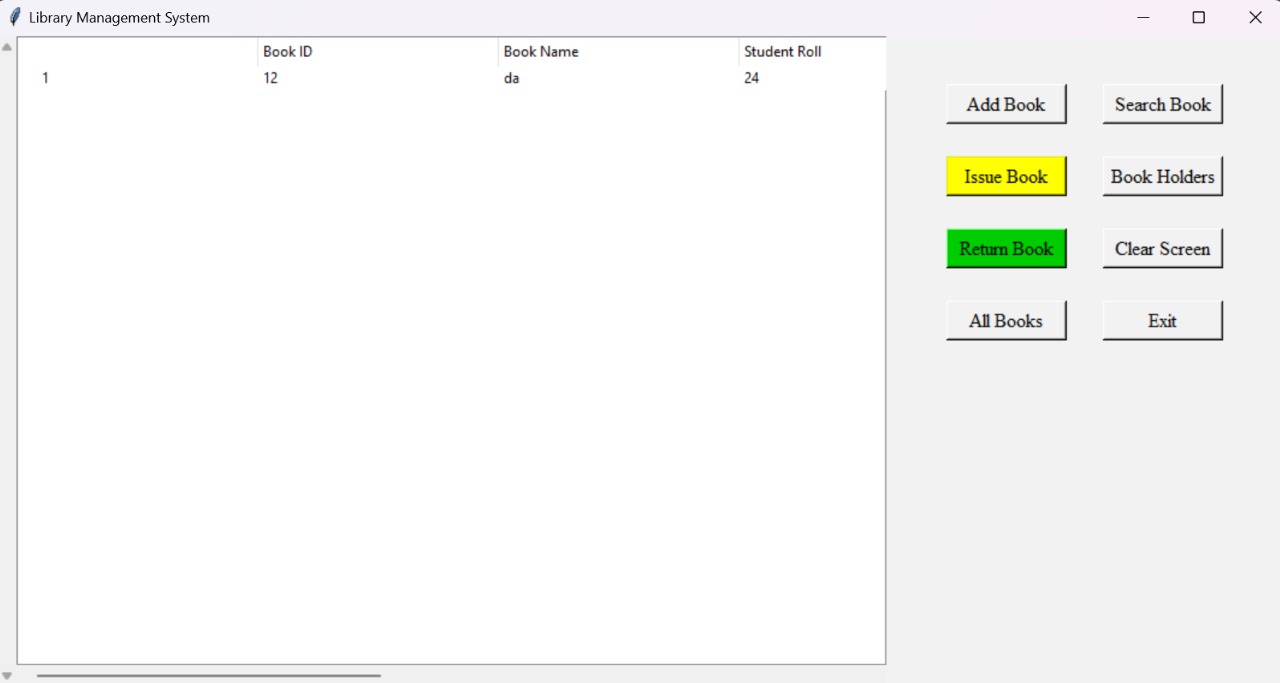 Library Management System
Book ID Book Name Student Roll
1 12 da 24
Add Book Search Book
Issue Book Book Holders
Return Book Clear Screen
All Books Exit